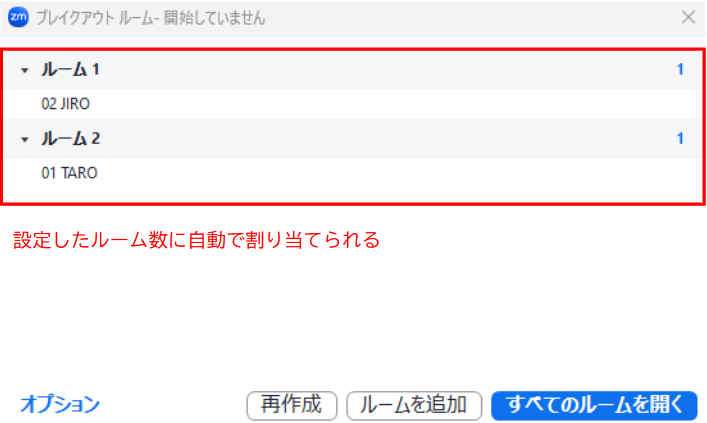 zm ブレイクアウト ルーム- 開始していません
ルーム 1 1
02 JIRO
ルーム 2 1
01 TARO
設定したルーム数に自動で割り当てられる
オプション 再作成 ルームを追加 すべてのルームを開く